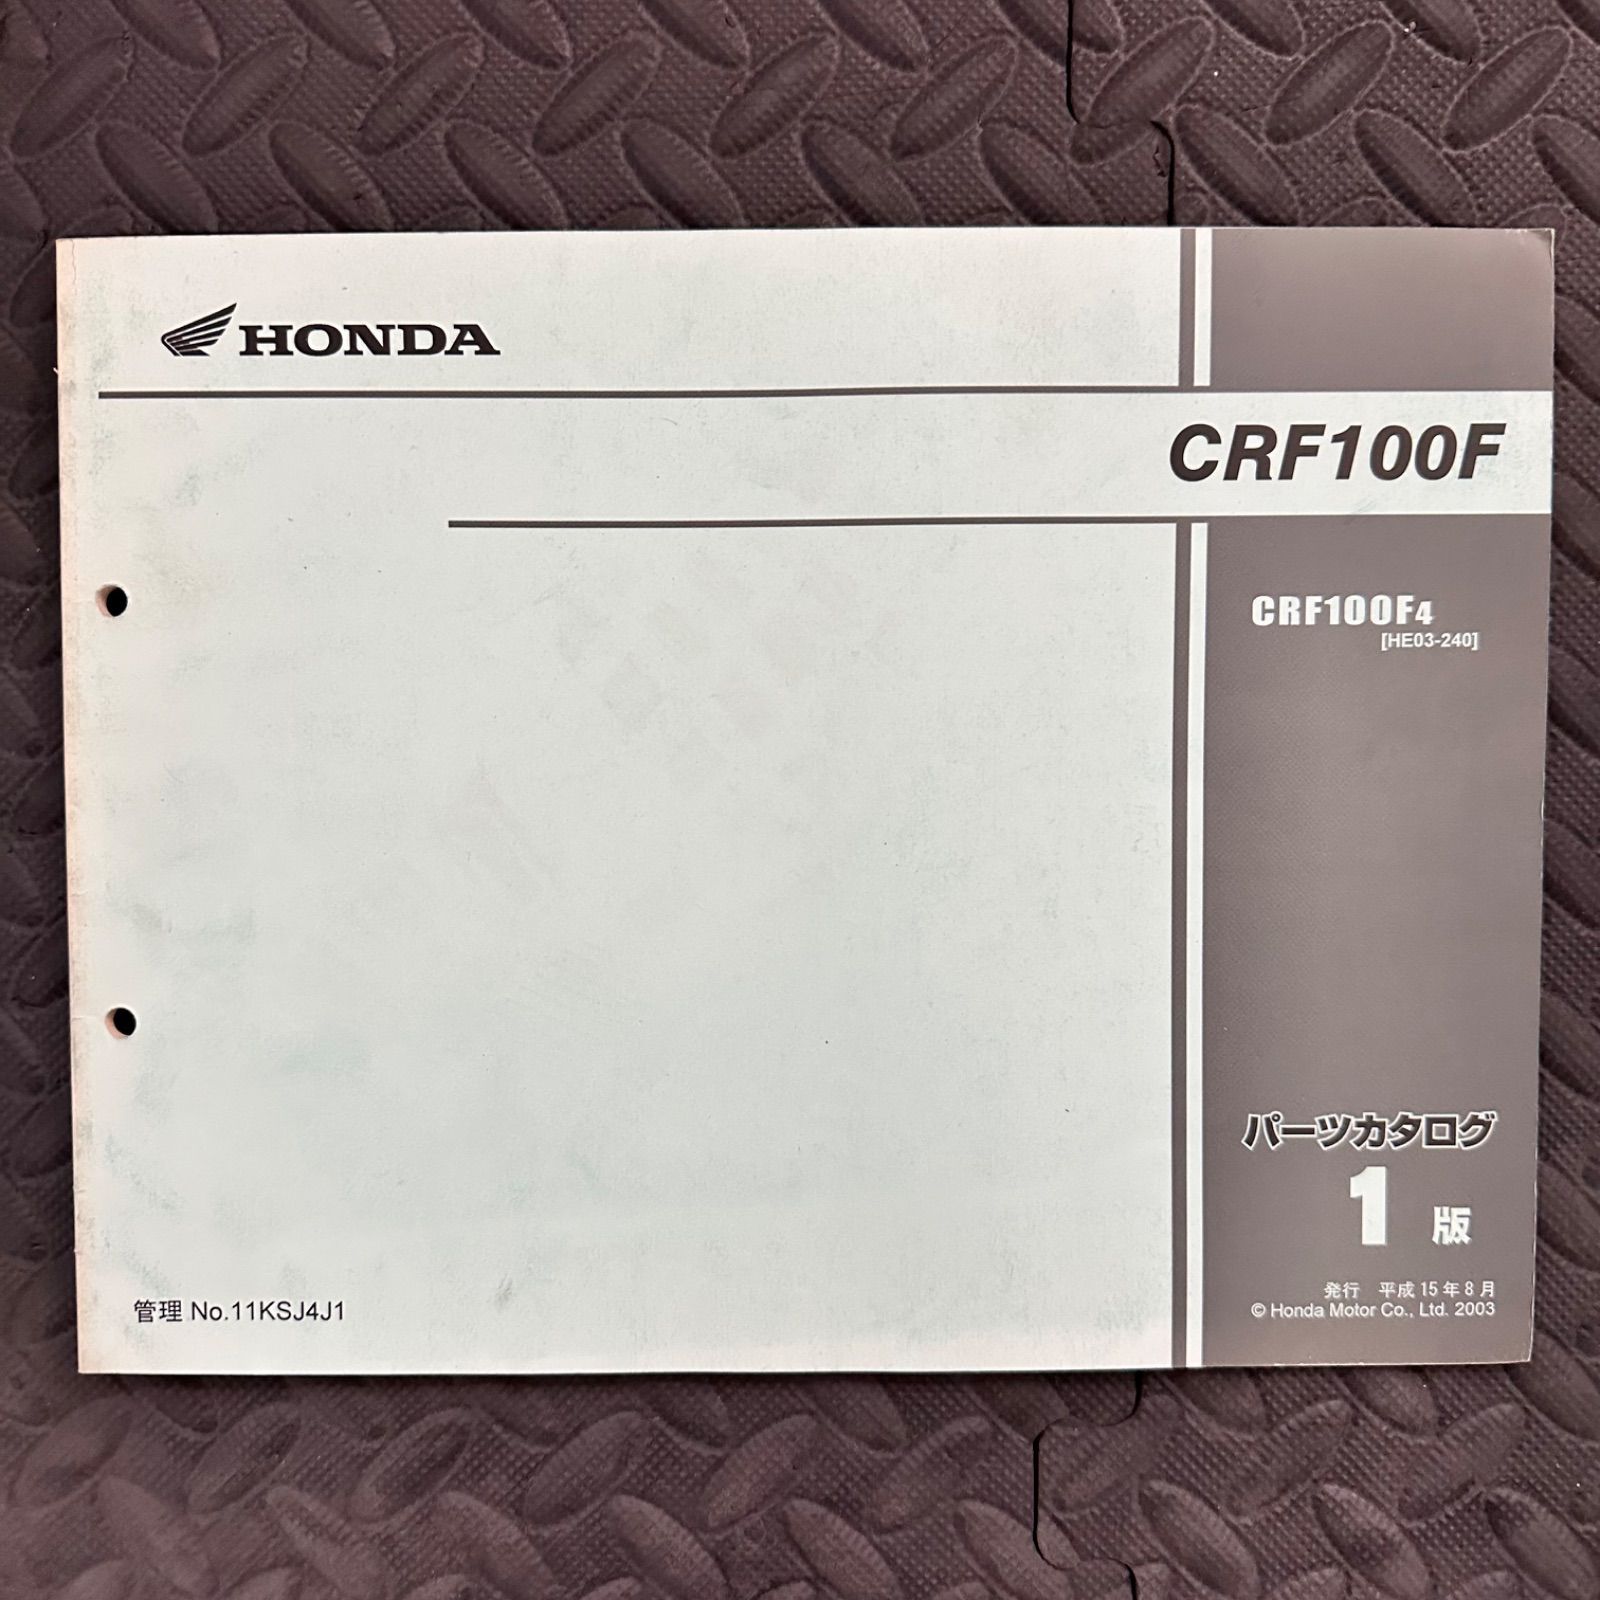 HONDA
CRF100F
CRF100F4
[HE03-240]
パーツカタログ
1 版
発行 平成15年8月
© Honda Motor Co., Ltd. 2003
管理 No.11KSJ4J1